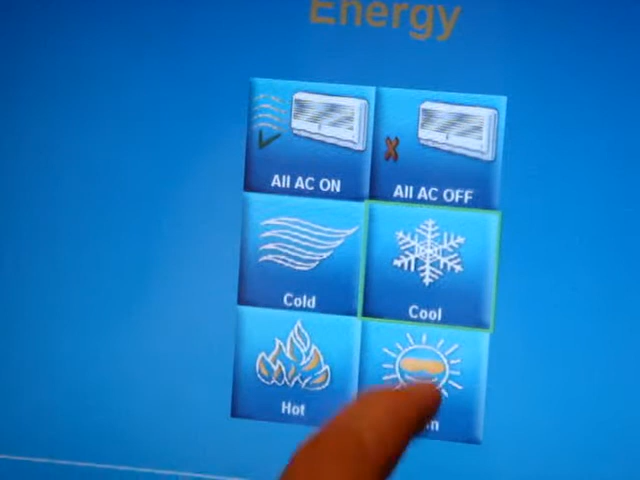 Energy
All AC ON
All AC OFF
Cold
Cool
Hot